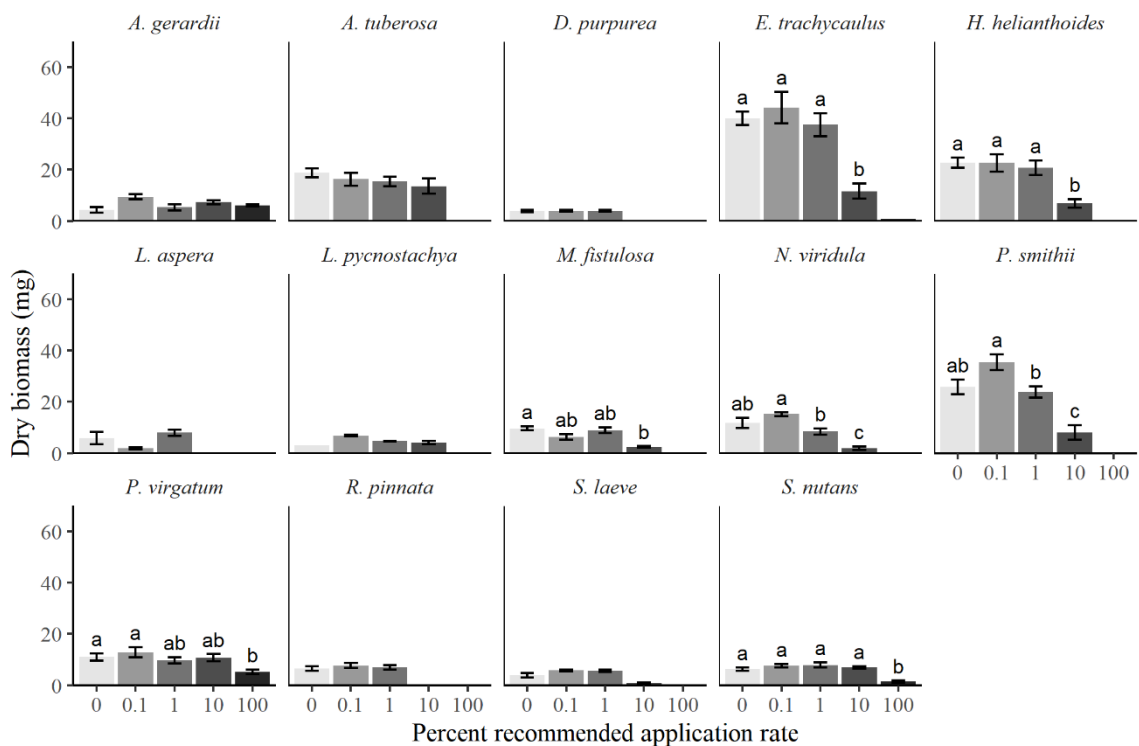 A. gerardii A. tuberosa D. purpurea E. trachycaulus H. helianthoides
60
40
20
0
a a a b
a a a b
L. aspera L. pycnostachya M. fistulosa N. viridula P. smithii
60
40
20
0
a ab ab b
ab a b c
ab a b c
0 0.1 1 10 100
P. virgatum R. pinnata S. laeve S. nutans
60
40
20
0
a a ab ab b
a a a a b
0 0.1 1 10 100 0 0.1 1 10 100 0 0.1 1 10 100 0 0.1 1 10 100
Dry biomass (mg)
Percent recommended application rate